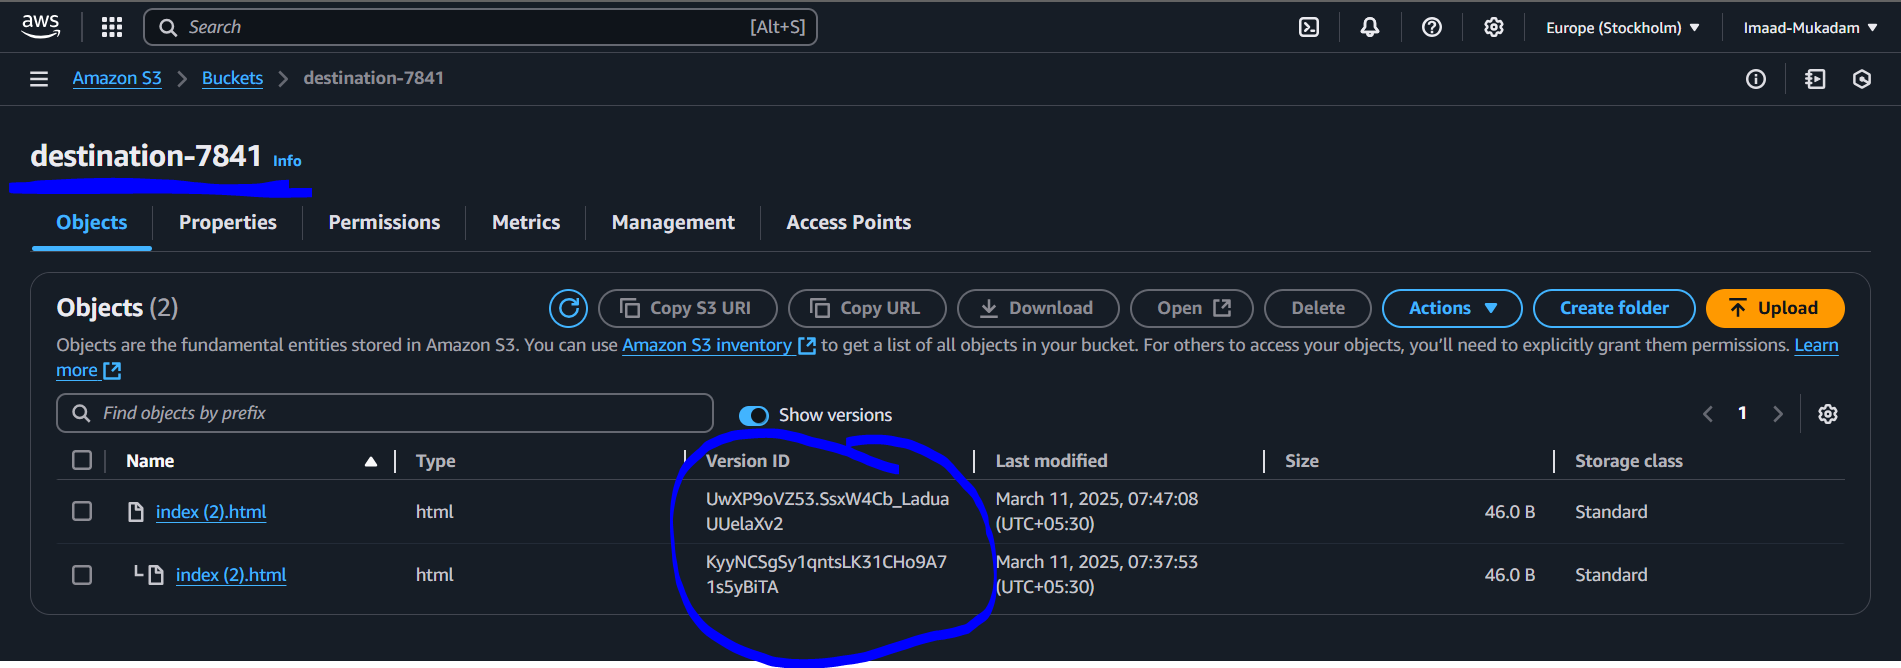 aws
Search [Alt+S]
Europe (Stockholm)
Imaad-Mukadam
Amazon S3 > Buckets > destination-7841
destination-7841 Info
Objects
Properties
Permissions
Metrics
Management
Access Points
Objects (2)
Copy S3 URI
Copy URL
Download
Open
Delete
Actions
Create folder
Upload
Objects are the fundamental entities stored in Amazon S3. You can use Amazon S3 inventory to get a list of all objects in your bucket. For others to access your objects, you'll need to explicitly grant them permissions. Learn
more
Find objects by prefix
Show versions
1
Name Type Version ID Last modified Size Storage class
index (2).html html UwXP9oVZ53.SsxW4Cb_Ladua March 11, 2025, 07:47:08 46.0 B Standard
UUelaXv2 (UTC+05:30)
index (2).html html KyyNCSgSy1qntsLK31CHo9A7 March 11, 2025, 07:37:53 46.0 B Standard
1s5yBiTA (UTC+05:30)